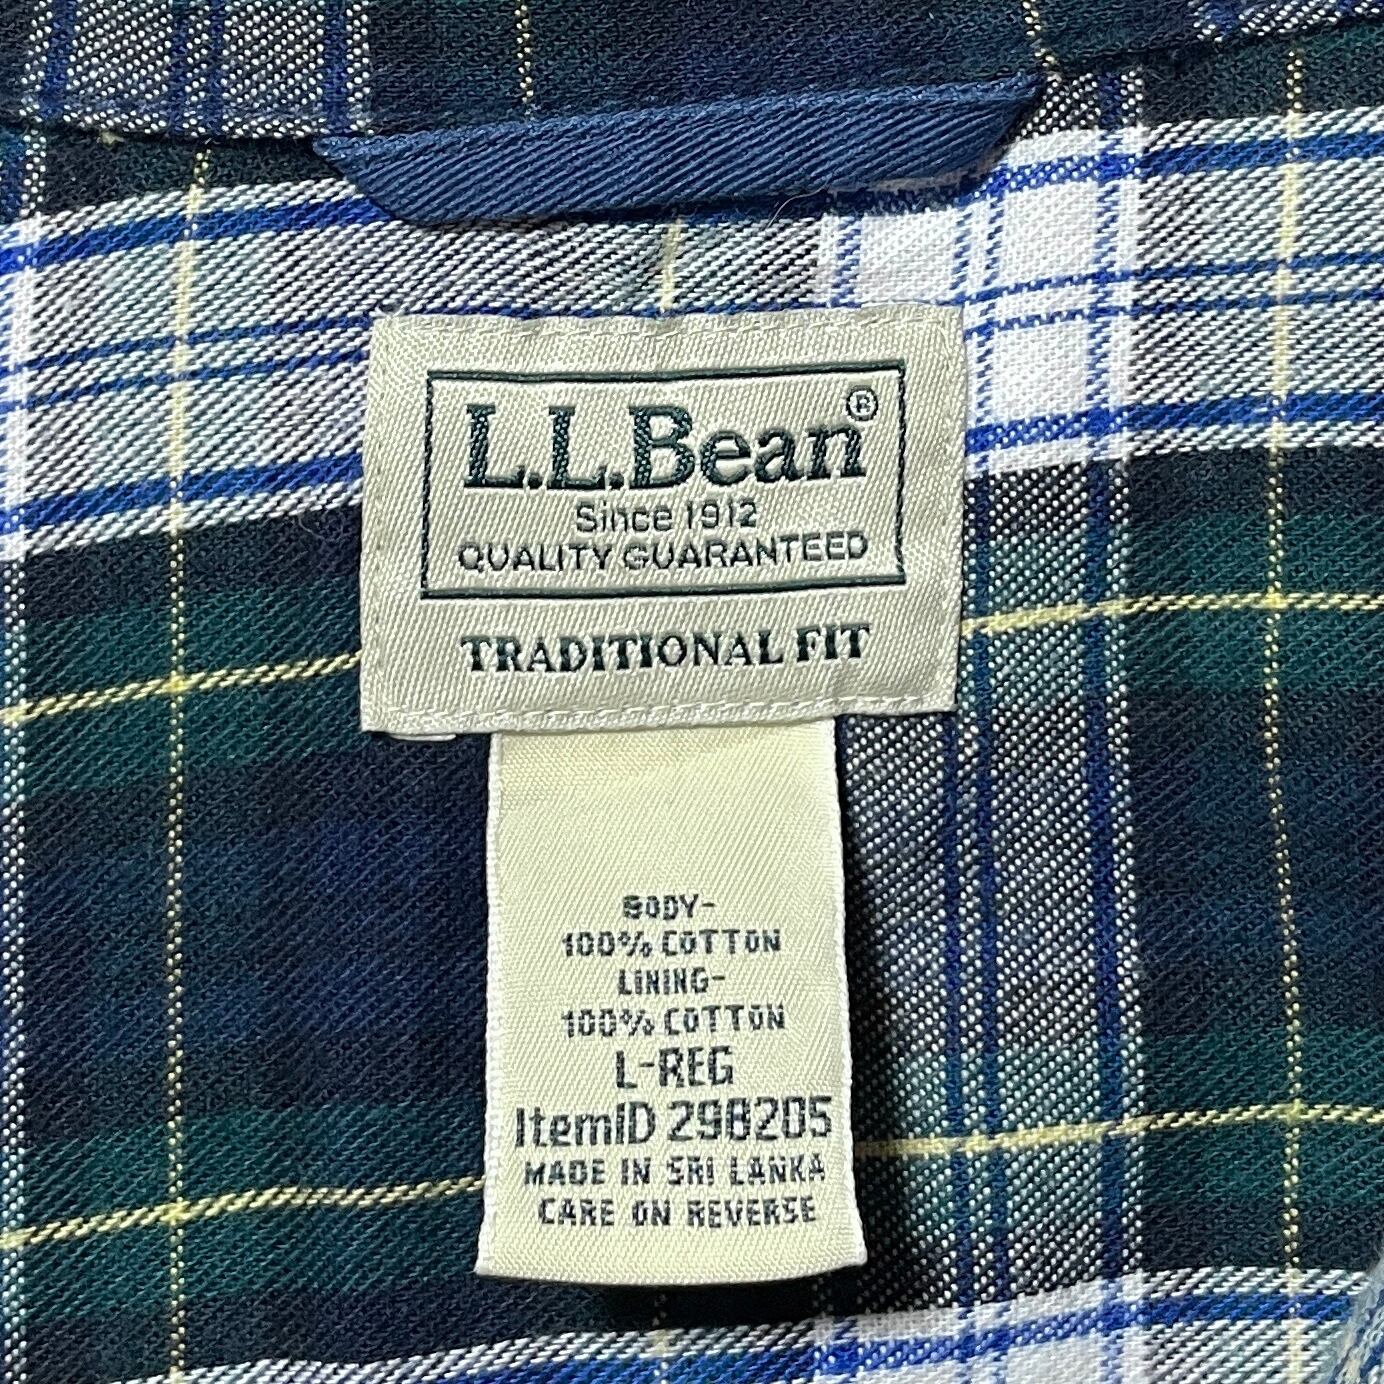 L.L.Bean®
Since 1912
QUALITY GUARANTEED
TRADITIONAL FIT
BODY-
100% COTTON
LINING-
100% COTTON
L-REG
ItemID 298205
MADE IN SRI LANKA
CARE ON REVERSE